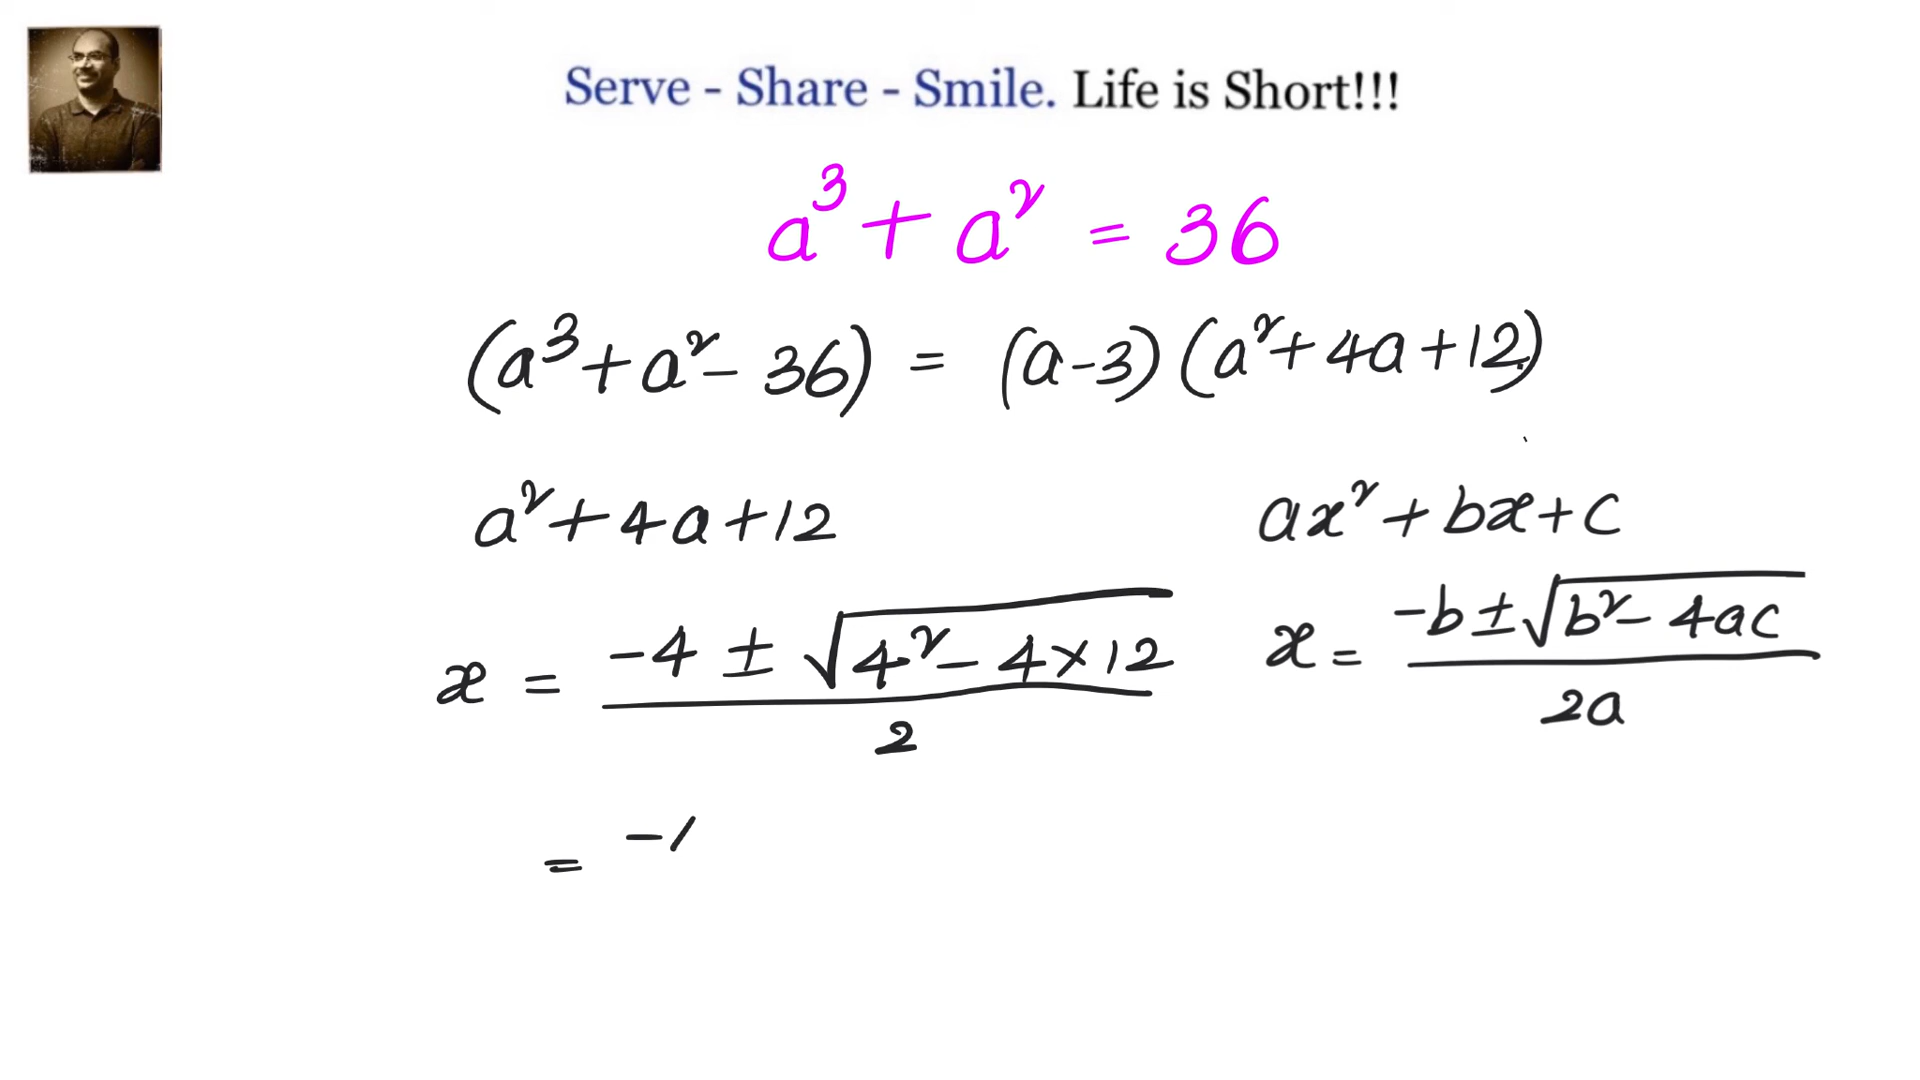 Serve - Share - Smile. Life is Short!!!
a³ + a² = 36
(a³ + a² - 36) = (a-3) (a² + 4a + 12)
a² + 4a + 12
ax² + bx + c
x = (-4 ± √(4² - 4×12)) / 2
x = (-b ± √(b² - 4ac)) / 2a
= -